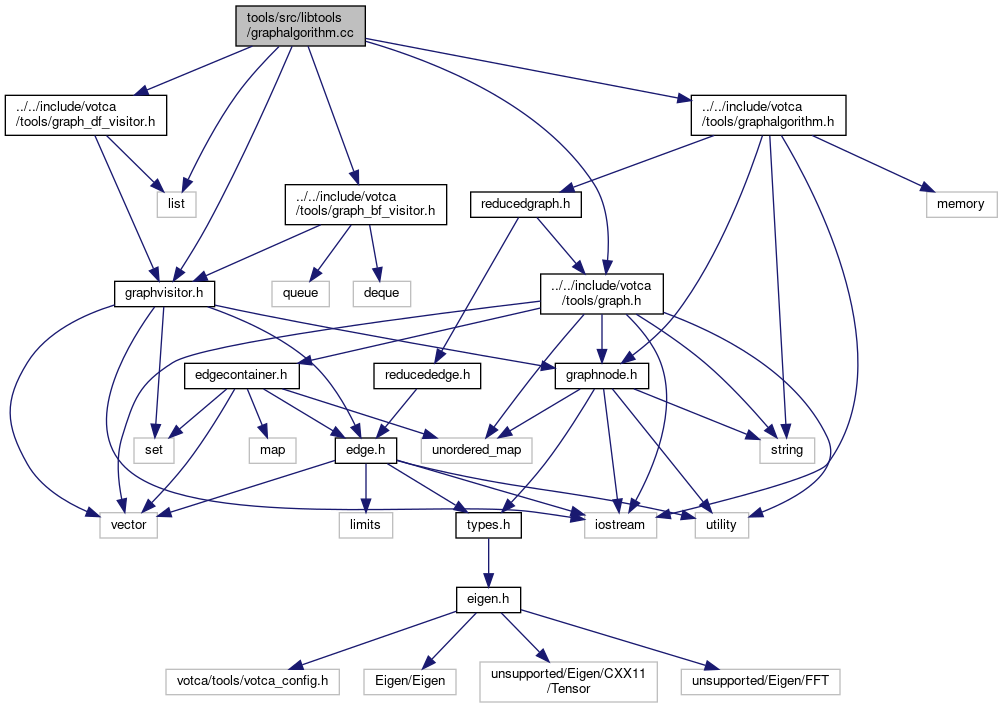 tools/src/libtools
/graphalgorithm.cc
../../include/votca
/tools/graph_df_visitor.h
../../include/votca
/tools/graphalgorithm.h
list
../../include/votca
/tools/graph_bf_visitor.h
reducedgraph.h
memory
graphvisitor.h
queue
deque
../../include/votca
/tools/graph.h
edgecontainer.h
reducededge.h
graphnode.h
set
map
edge.h
unordered_map
string
vector
limits
types.h
iostream
utility
eigen.h
votca/tools/votca_config.h
Eigen/Eigen
unsupported/Eigen/CXX11
/Tensor
unsupported/Eigen/FFT